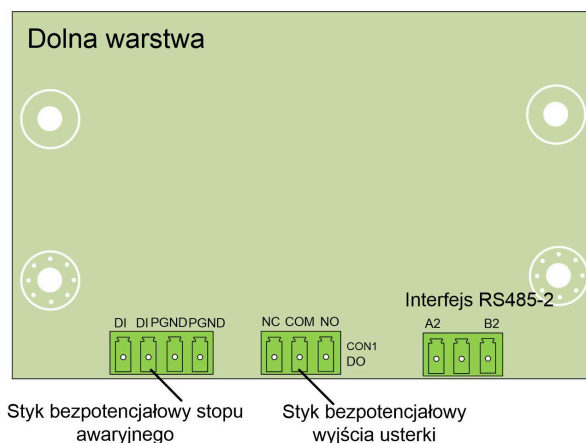 Dolna warstwa
Interfejs RS485-2
DI DI PGND PGND
NC COM NO
A2 B2
CON1
DO
Styk bezpotencjałowy stopu
awaryjnego
Styk bezpotencjałowy
wyjścia usterki